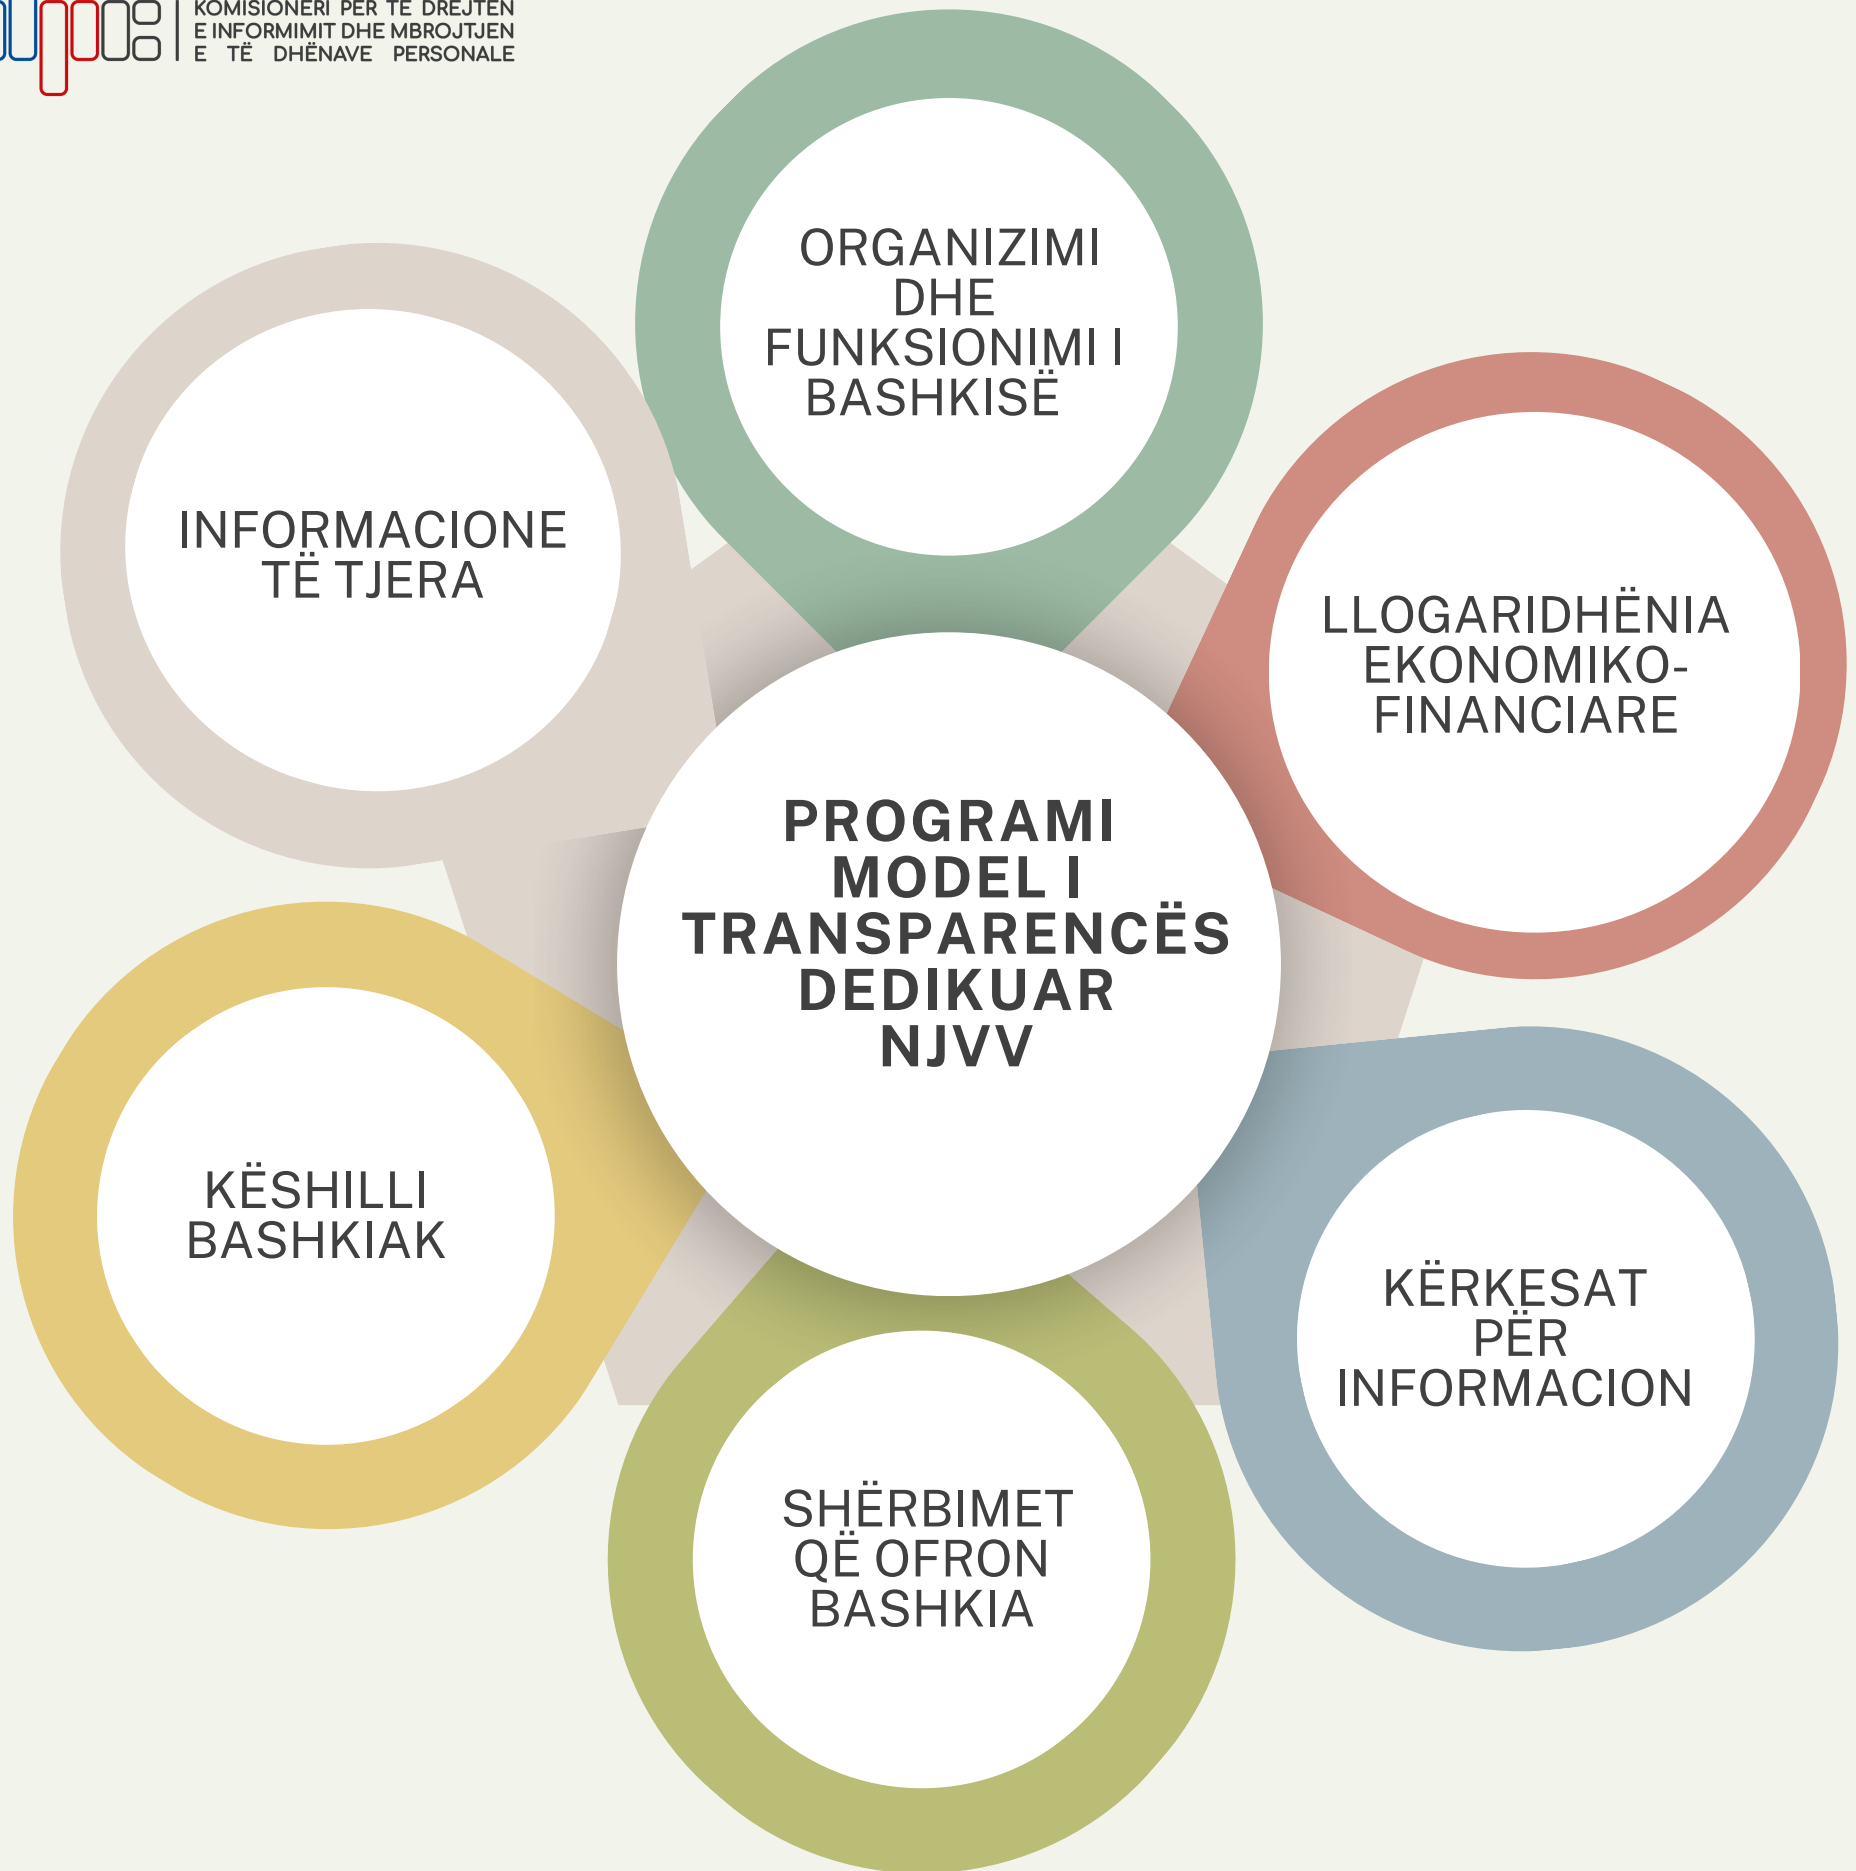 KOMISIONERI PËR TË DREJTËN
E INFORMIMIT DHE MBROJTJEN
E TË DHËNAVE PERSONALE
ORGANIZIMI
DHE
FUNKSIONIMI I
BASHKISË
INFORMACIONE
TË TJERA
LLOGARIDHËNIA
EKONOMIKO-
FINANCIARE
PROGRAMI
MODEL I
TRANSPARENCËS
DEDIKUAR
NJVV
KËSHILLI
BASHKIAK
KËRKESAT
PËR
INFORMACION
SHËRBIMET
QË OFRON
BASHKIA